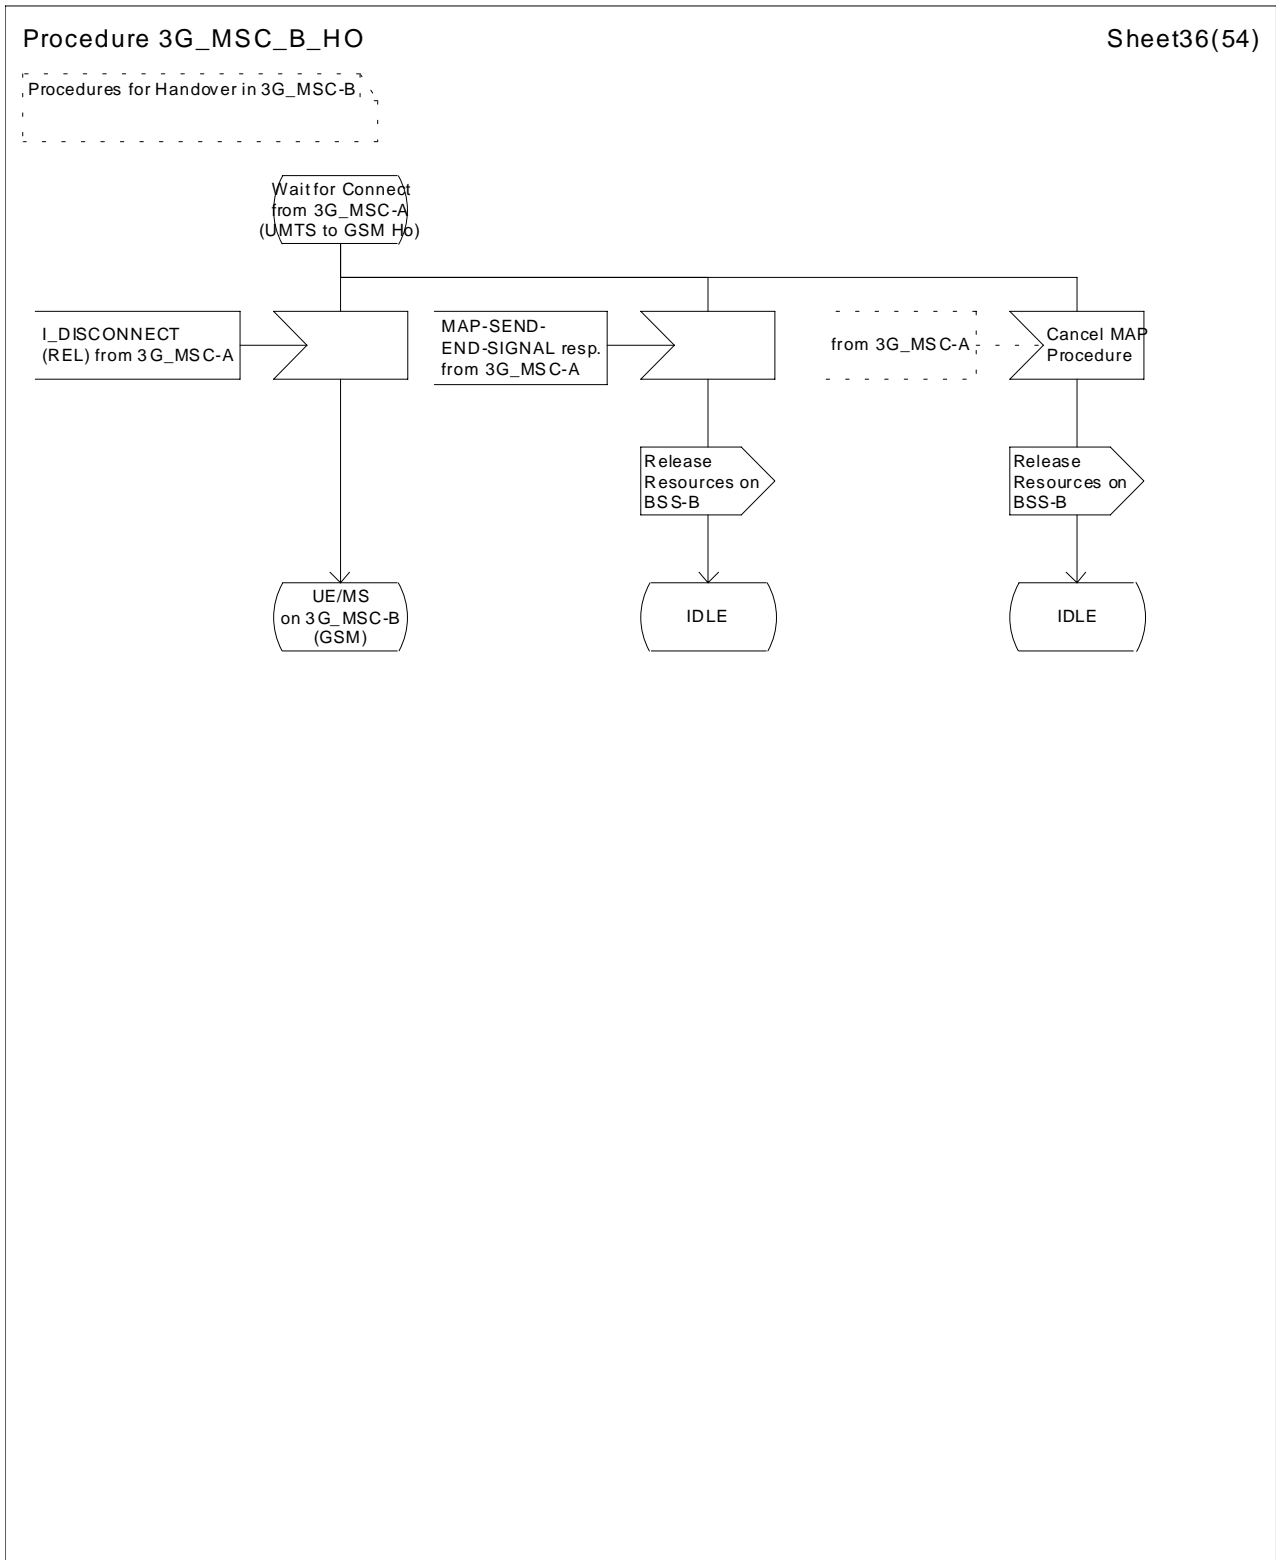 Procedure 3G_MSC_B_HO
Sheet36(54)
Procedures for Handover in 3G_MSC-B
Wait for Connect
from 3G_MSC-A
(UMTS to GSM Ho)
I_DISCONNECT
(REL) from 3G_MSC-A
MAP-SEND-
END-SIGNAL resp.
from 3G_MSC-A
from 3G_MSC-A
Cancel MAP
Procedure
Release
Resources on
BSS-B
Release
Resources on
BSS-B
UE/MS
on 3G_MSC-B
(GSM)
IDLE
IDLE